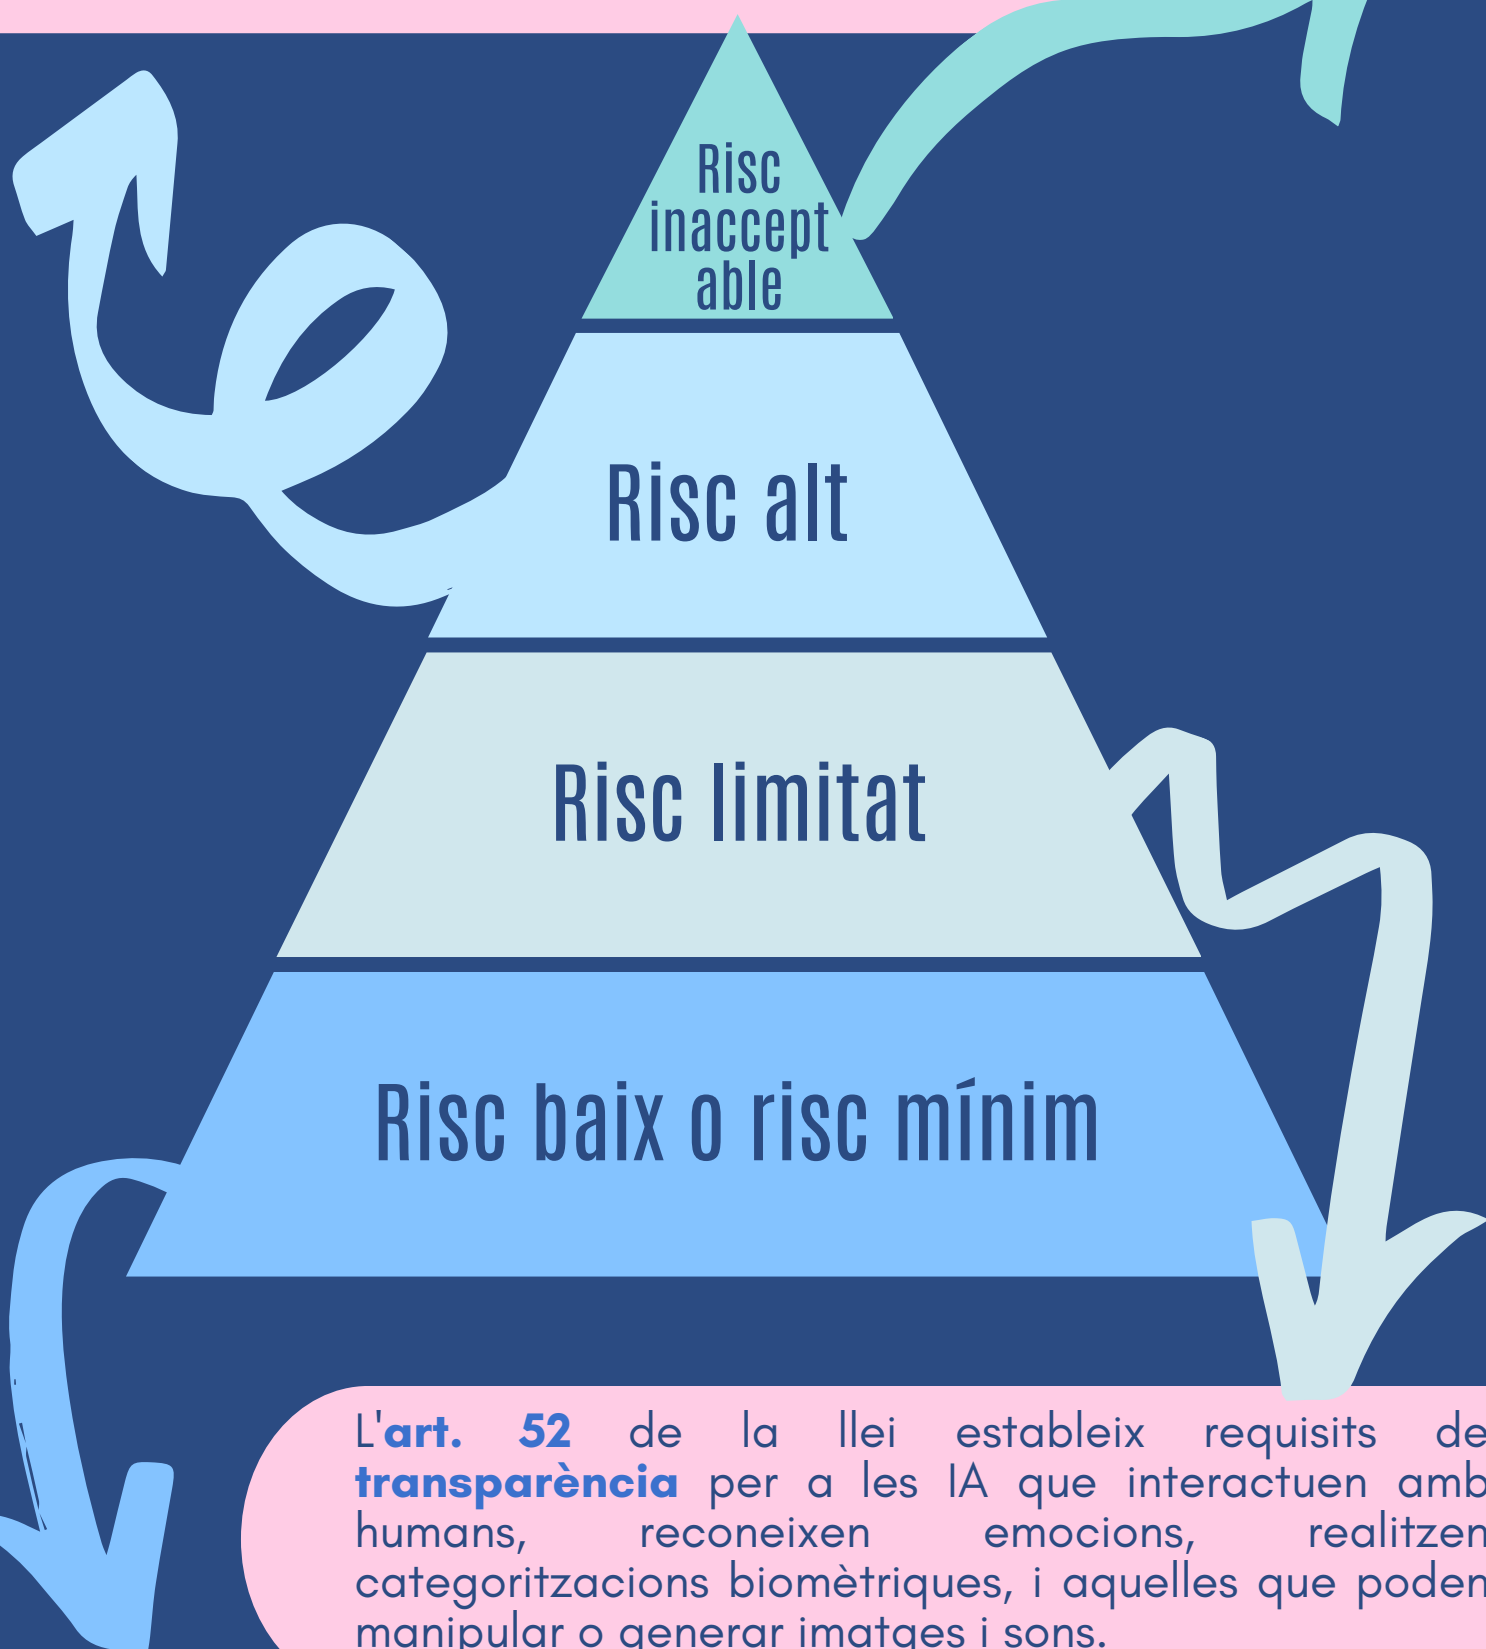 Risc
inaccept
able
Risc alt
Risc limitat
Risc baix o risc mínim
L'art. 52 de la llei estableix requisits de
transparència per a les IA que interactuen amb
humans, reconeixen emocions, realitzen
categoritzacions biomètriques, i aquelles que poden
manipular o generar imatges i sons.